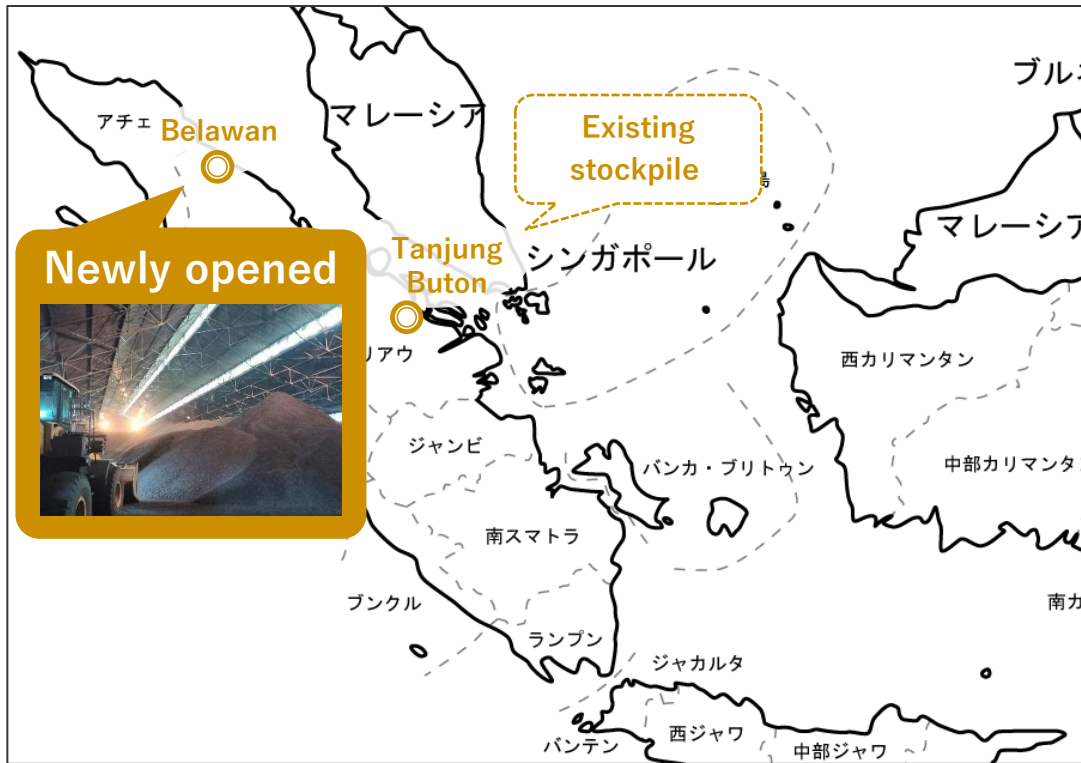 ブルネ
マレーシア
アチェ
Belawan
Existing
stockpile
島
マレーシア
Tanjung
Buton
シンガポール
Newly opened
リアウ
西カリマンタン
ジャンビ
バンカ・ブリトゥン
中部カリマンタン
南スマトラ
ブンクル
南カ
ランプン
ジャカルタ
バンテン
西ジャワ
中部ジャワ